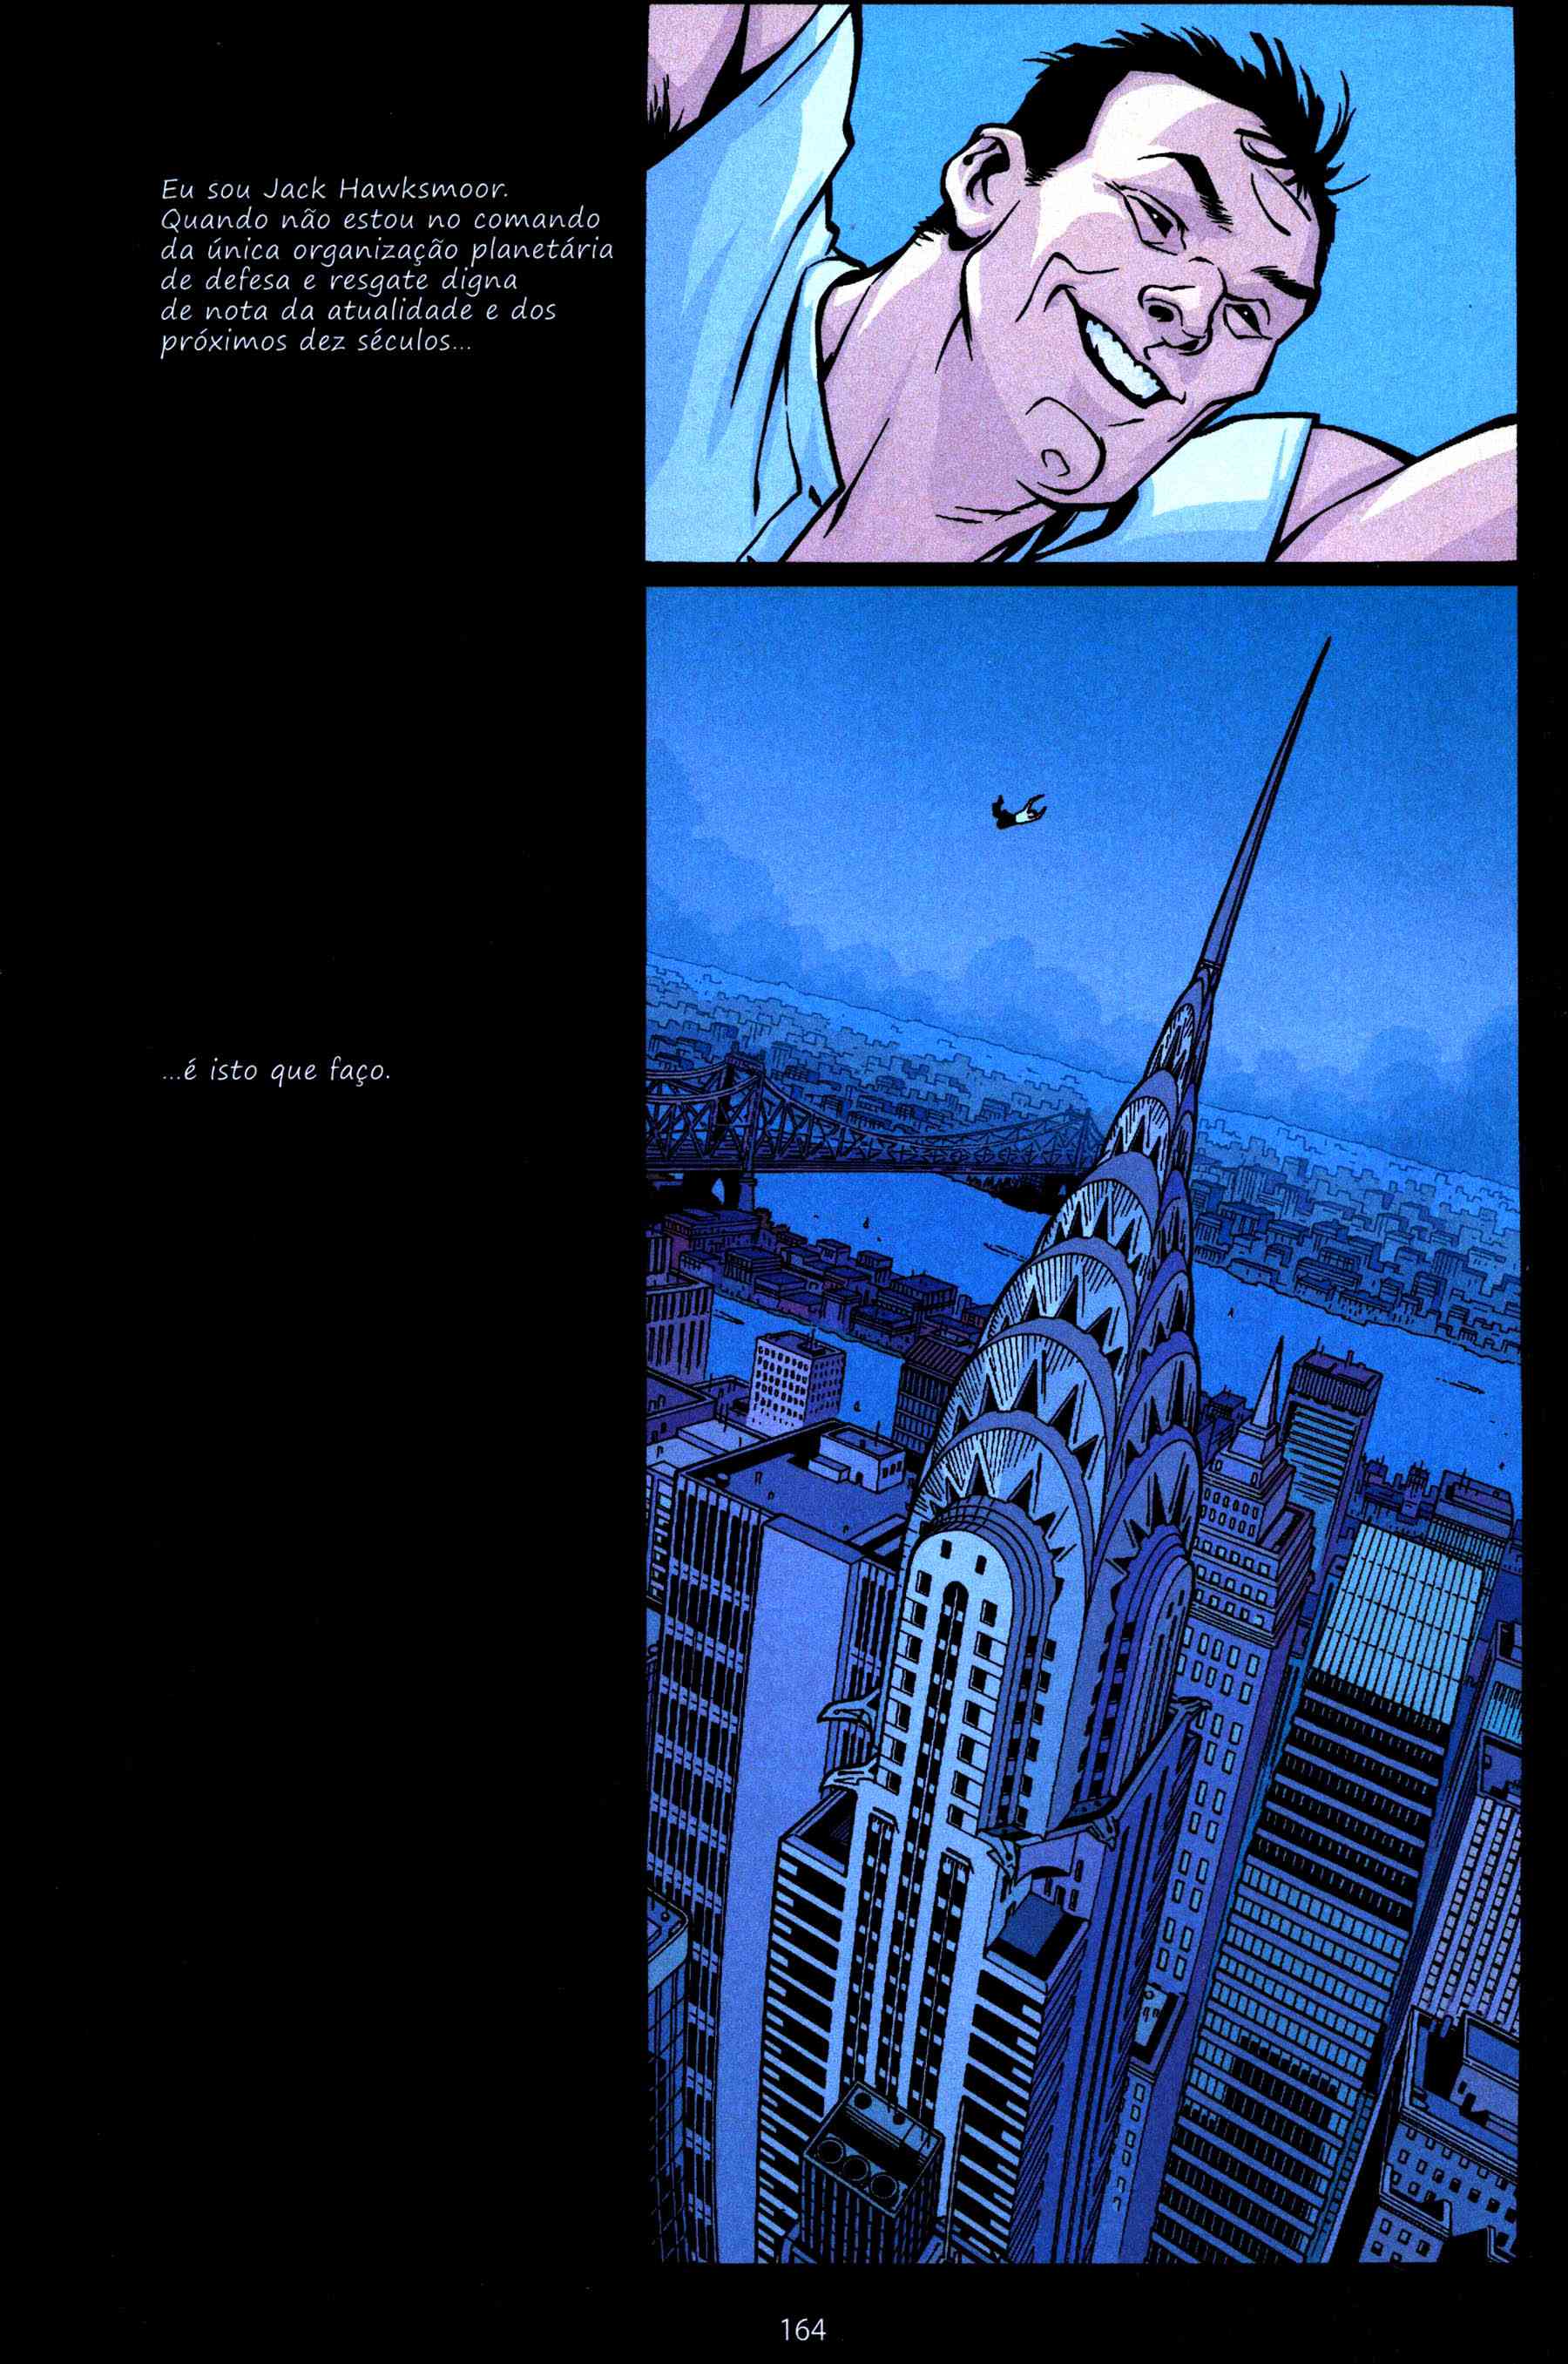 Eu sou Jack Hawksmoor.
Quando não estou no comando
da única organização planetária
de defesa e resgate digna
de nota da atualidade e dos
próximos dez séculos...
...é isto que faço.
164